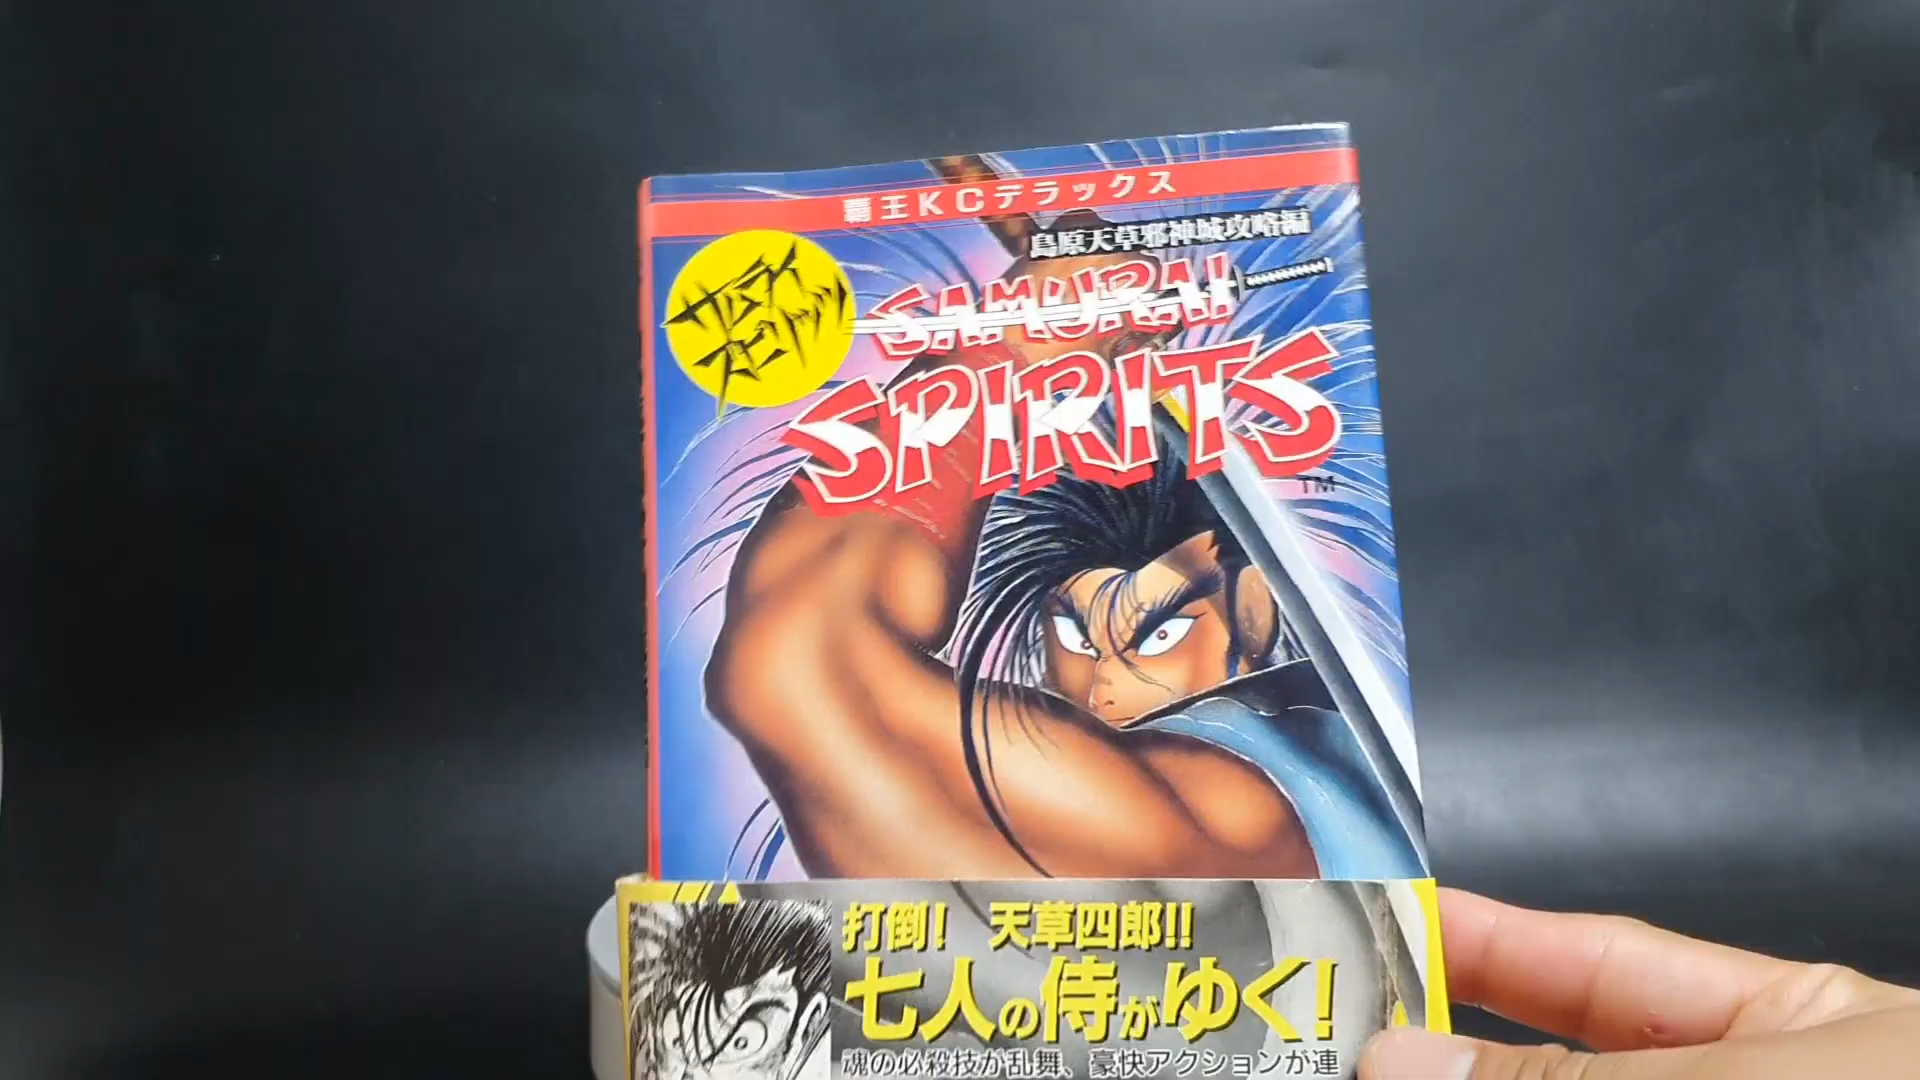 覇王KCデラックス
島原天草邪神城攻略編
サムライ
スピリッツ
SAMURAI
SPIRITS
TM
打倒! 天草四郎!!
七人の侍がゆく!
魂の必殺技が乱舞、豪快アクションが連